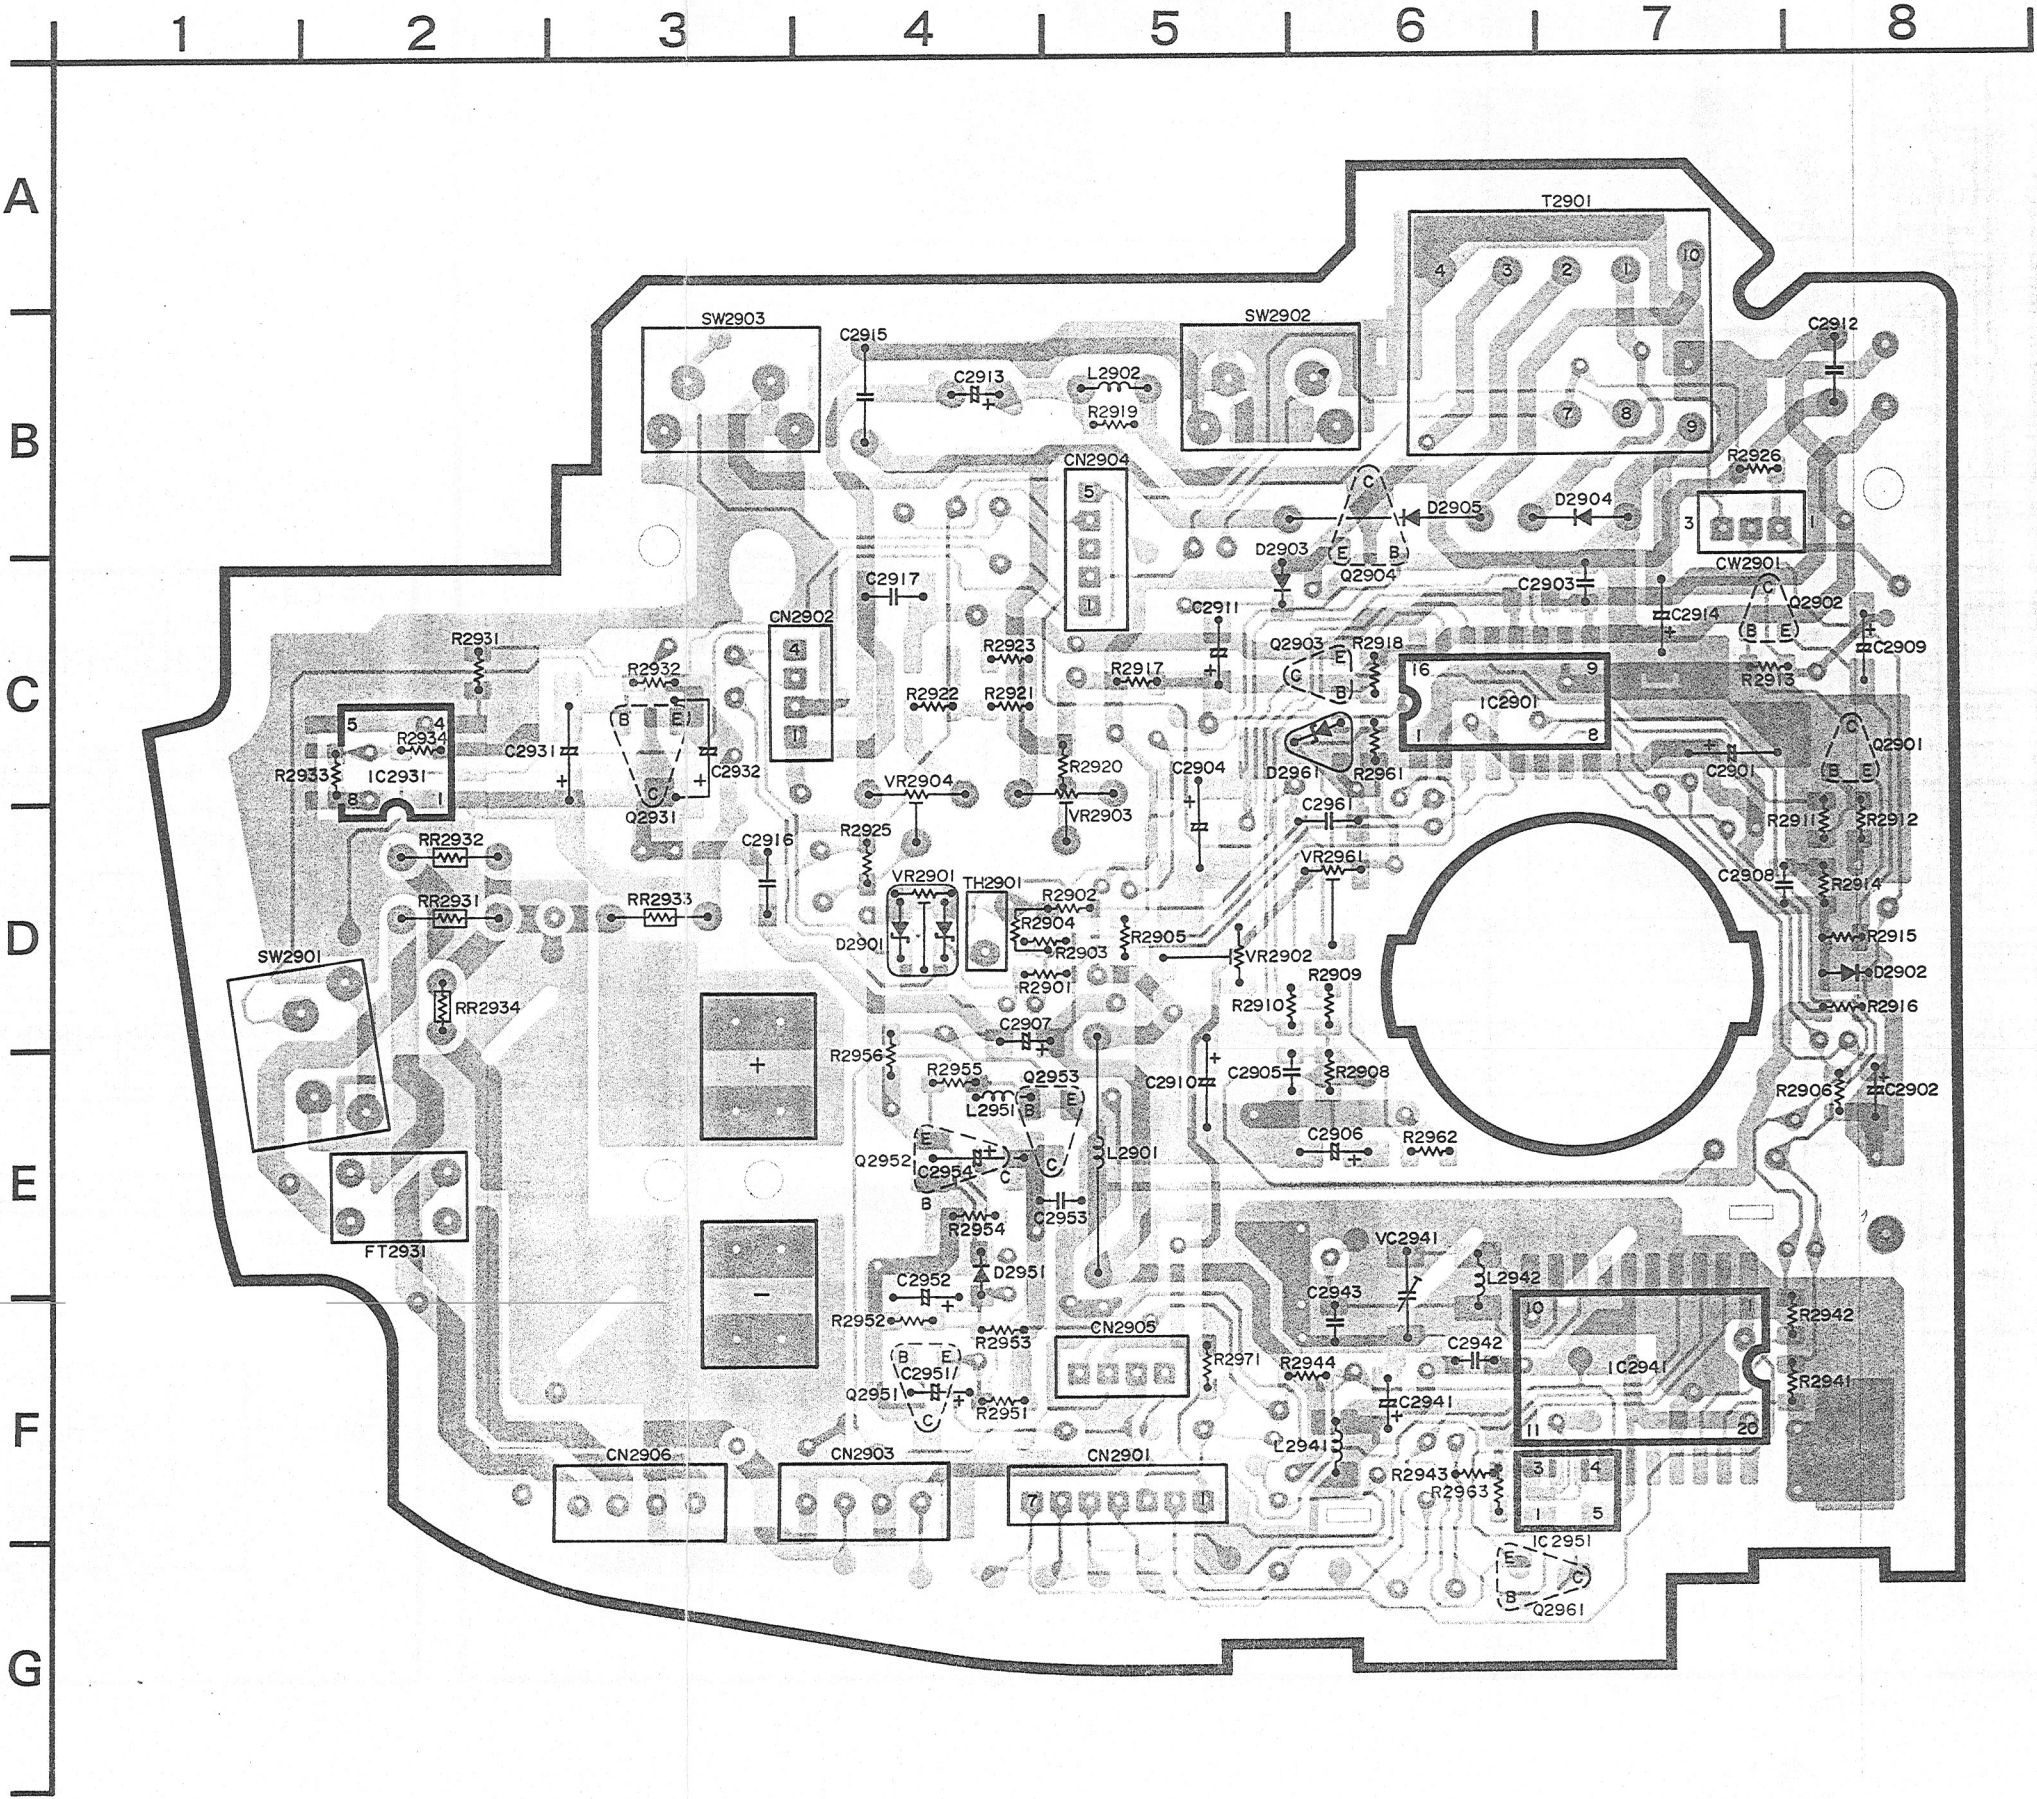 1 2 3 4 5 6 7 8
A
T2901
4 3 2 1 10
SW2903
C2915
SW2902
C2912
C2913
L2902
R2919
7 8 9
B
CN2904
R2926
5
C
D2905
D2904
3 1
E B
D2903
Q2904
CW2901
C2917
C2903
C
1
C2911
C2914
Q2902
CN2902
B E
R2931
R2923
Q2903
R2918
C2909
4
E
R2932
R2917
C
16 9
R2913
C
R2922
R2921
B
IC2901
5 4
B E
C
R2934
C2931
1
1 8
Q2901
R2933
IC2931
C2932
R2920
C2904
D2961
R2961
C2901
B E
VR2904
8 1
C
Q2931
VR2903
C2961
R2911
R2912
RR2932
C2916
R2925
VR2961
VR2901
TH2901
C2908
R2914
RR2931
RR2933
R2902
R2904
D
D2901
R2905
R2915
R2903
VR2902
SW2901
R2901
R2909
D2902
RR2934
R2910
R2916
C2907
R2956
+
R2955
Q2953
C2910
C2905
R2908
R2906
C2902
L2951
B E
E
C2906
R2962
Q2952
C2954
L2901
C
C
E
B
C2953
R2954
FT2931
VC2941
D2951
C2952
L2942
-
C2943
10
R2942
R2952
R2953
CN2905
C2942
B E
R2971
R2944
IC2941
C2951
R2941
Q2951
R2951
C2941
C
F
11 20
L2941
CN2906
CN2903
CN2901
R2943
3 4
R2963
7 1
1 5
IC2951
E
C
B
Q2961
G